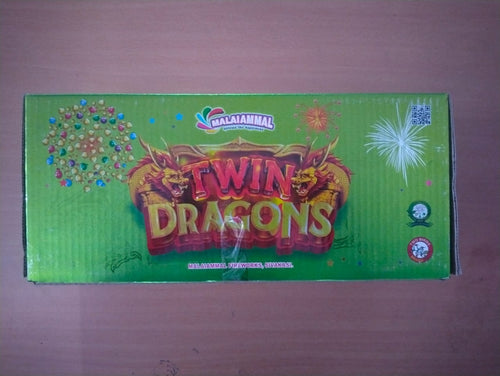 MALAIAMMAL
TWIN
DRAGONS
MALAIAMMAL FIREWORKS, SIVAKASI.